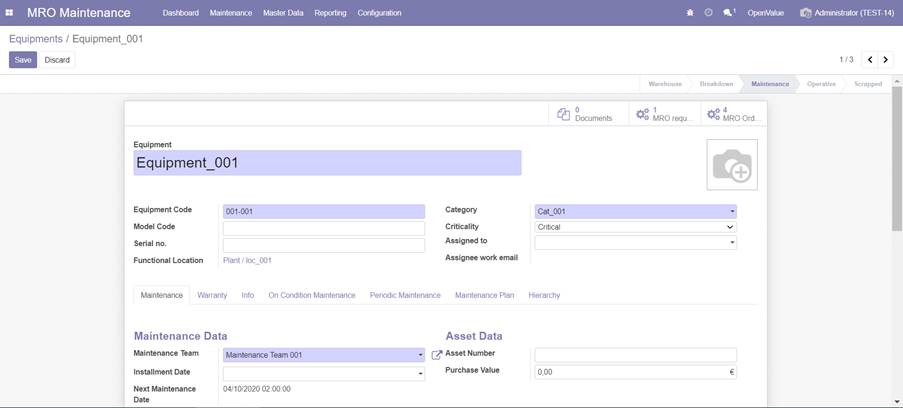 MRO Maintenance Dashboard Maintenance Master Data Reporting Configuration 1 OpenValue Administrator (TEST-14)
Equipments / Equipment_001
Save Discard 1 / 3
Warehouse Breakdown Maintenance Operative Scrapped
0 Documents 1 MRO requ... 4 MRO Ord...
Equipment
Equipment_001
Equipment Code 001-001 Category Cat_001
Model Code Criticality Critical
Serial no. Assigned to
Functional Location Plant / loc_001 Assignee work email
Maintenance Warranty Info On Condition Maintenance Periodic Maintenance Maintenance Plan Hierarchy
Maintenance Data Asset Data
Maintenance Team Maintenance Team 001 Asset Number
Installment Date Purchase Value 0,00 €
Next Maintenance 04/10/2020 02:00:00
Date